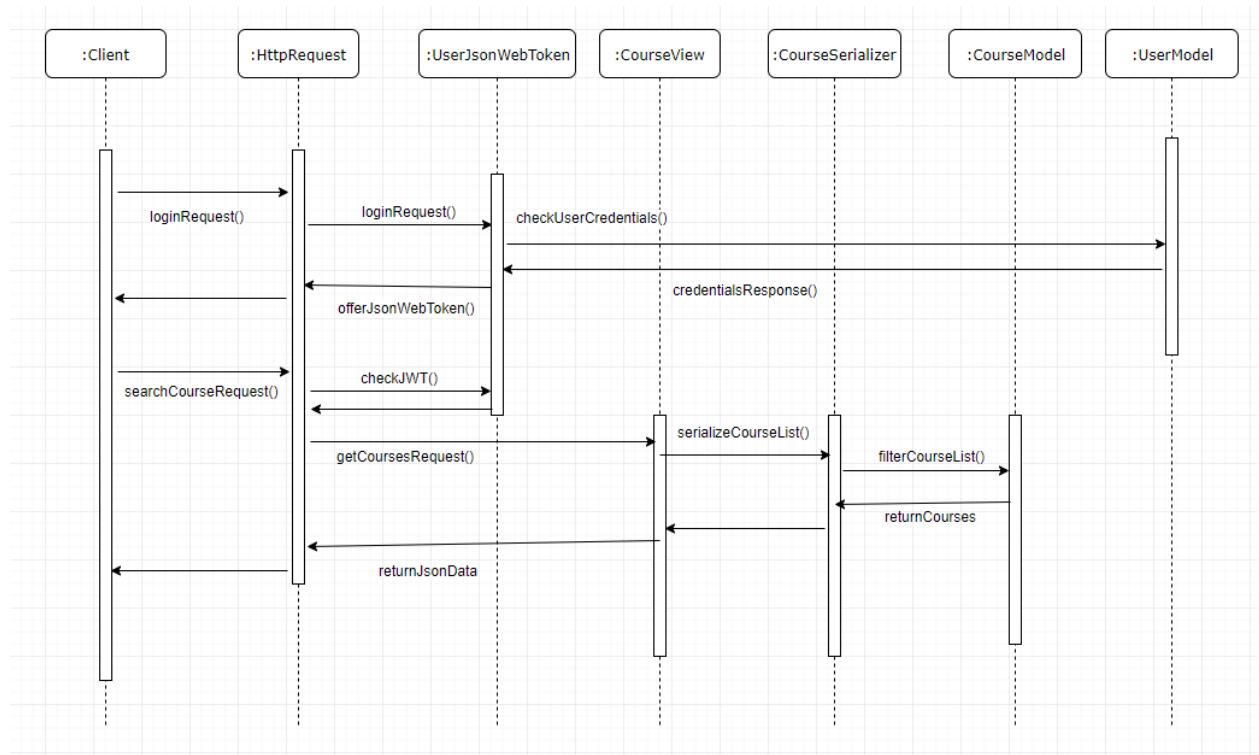 :Client
:HttpRequest
:UserJsonWebToken
:CourseView
:CourseSerializer
:CourseModel
:UserModel
loginRequest()
loginRequest()
checkUserCredentials()
credentialsResponse()
offerJsonWebToken()
searchCourseRequest()
checkJWT()
getCoursesRequest()
serializeCourseList()
filterCourseList()
returnCourses
returnJsonData